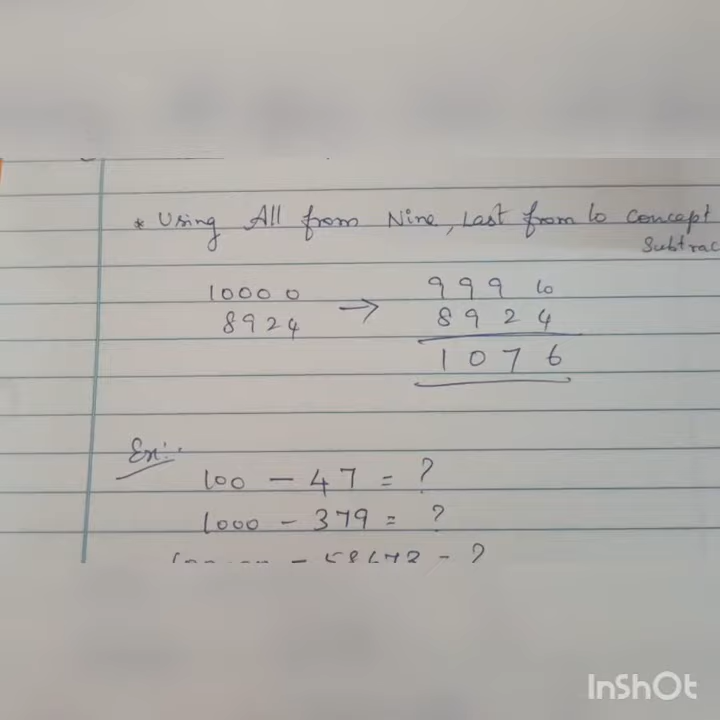 * Using All from Nine, Last from 10 concept
Subtrac
10000 → 9 9 9 10
8924 8 9 2 4
1 0 7 6
Ex:-
100 - 47 = ?
1000 - 379 = ?
- ?
InShOt